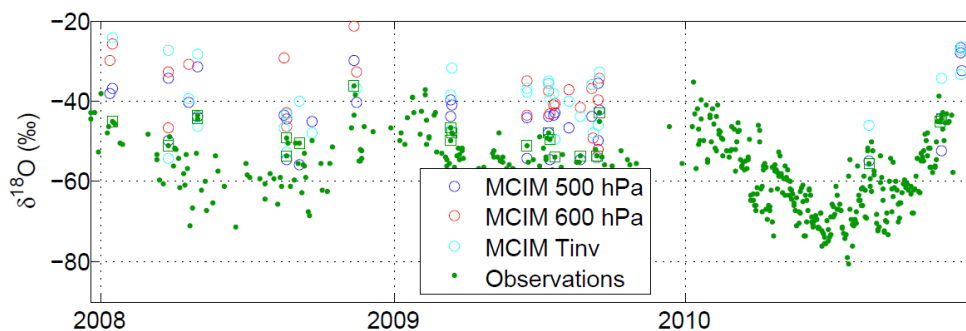 −20
−40
−60
−80
δ18O (‰)
MCIM 500 hPa
MCIM 600 hPa
MCIM Tinv
Observations
2008
2009
2010